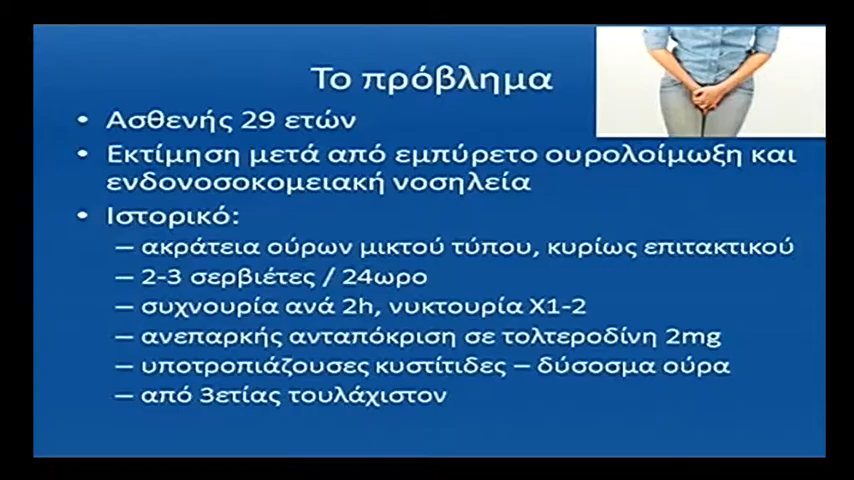 Το πρόβλημα
• Ασθενής 29 ετών
• Εκτίμηση μετά από εμπύρετο ουρολοίμωξη και
ενδονοσοκομειακή νοσηλεία
• Ιστορικό:
– ακράτεια ούρων μικτού τύπου, κυρίως επιτακτικού
– 2-3 σερβιέτες / 24ωρο
– συχνουρία ανά 2h, νυκτουρία Χ1-2
– ανεπαρκής ανταπόκριση σε τολτεροδίνη 2mg
– υποτροπιάζουσες κυστίτιδες – δύσοσμα ούρα
– από 3ετίας τουλάχιστον